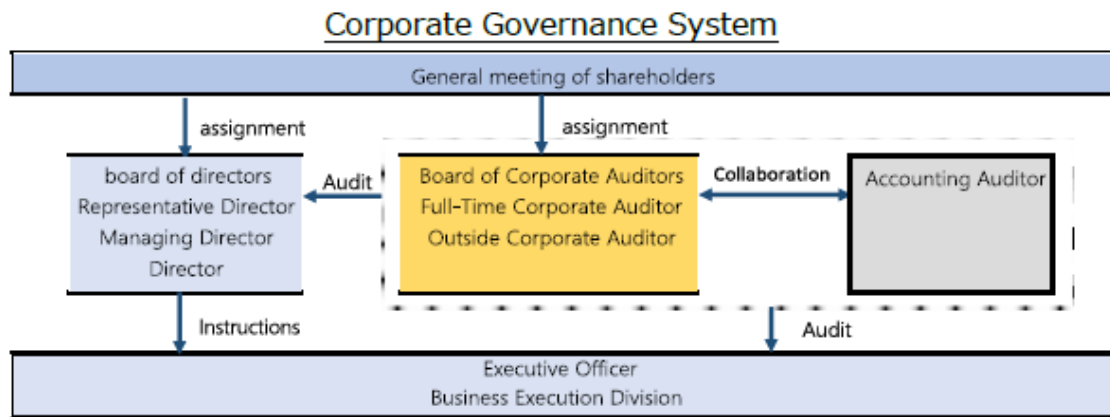 Corporate Governance System
General meeting of shareholders
assignment
assignment
board of directors
Representative Director
Managing Director
Director
Audit
Board of Corporate Auditors
Full-Time Corporate Auditor
Outside Corporate Auditor
Collaboration
Accounting Auditor
Instructions
Audit
Executive Officer
Business Execution Division